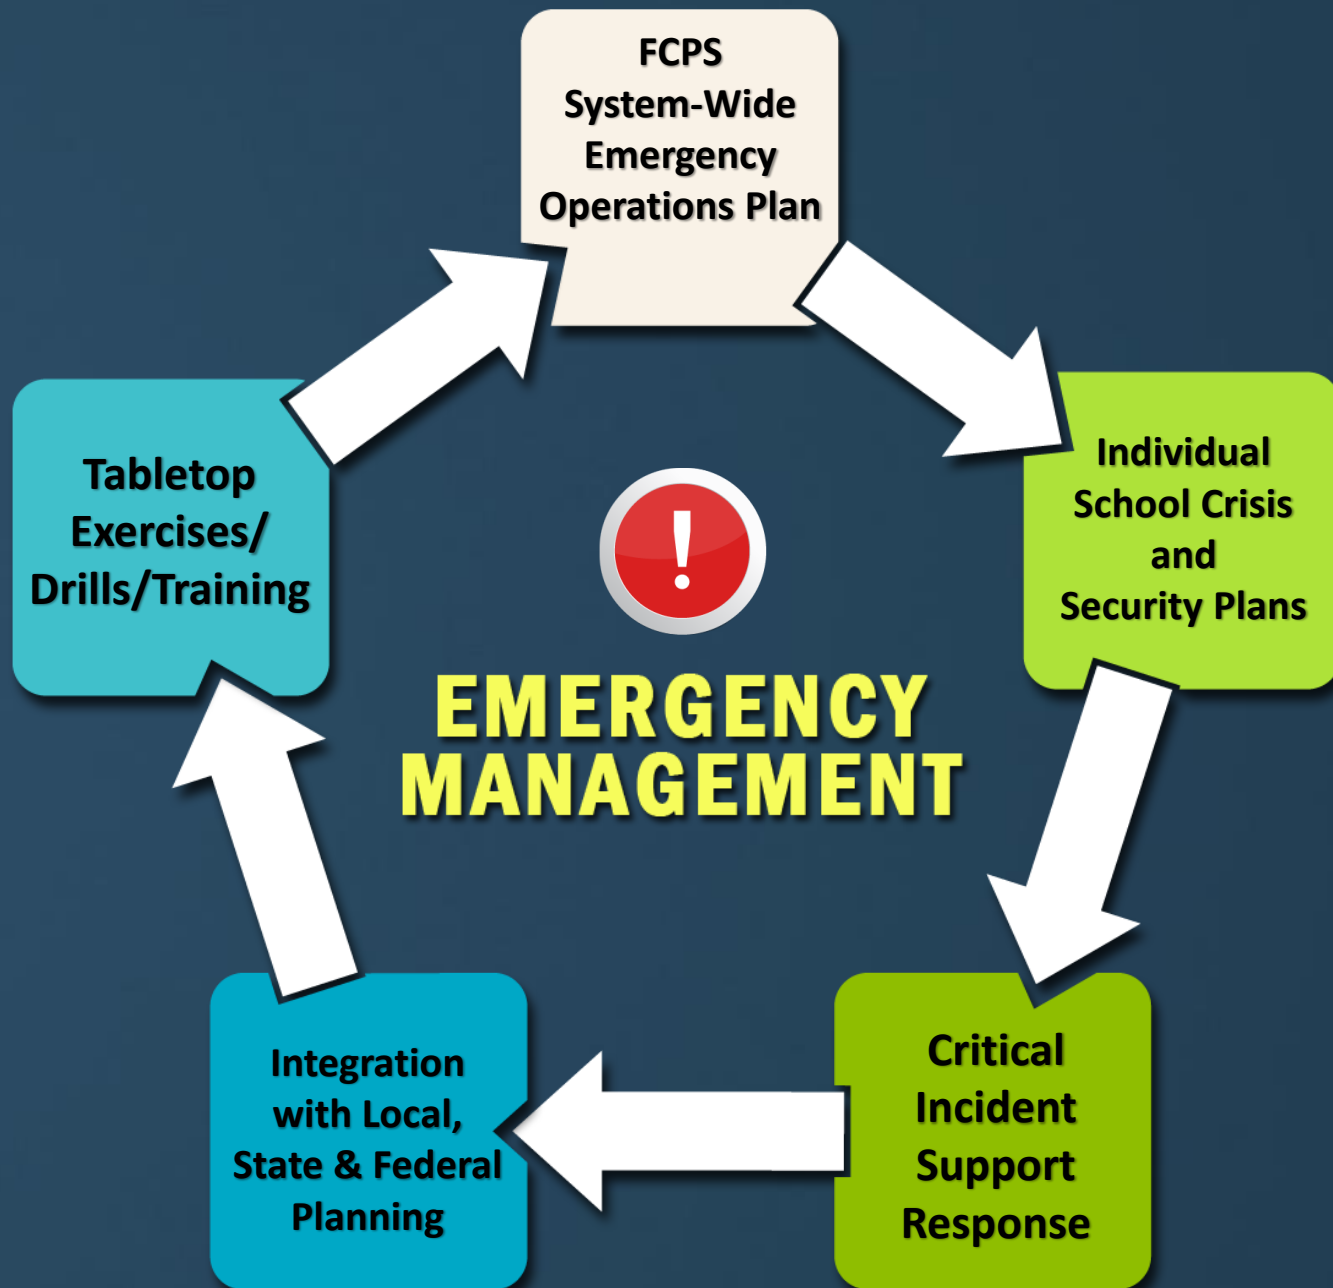 FCPS
System-Wide
Emergency
Operations Plan
Individual
School Crisis
and
Security Plans
Critical
Incident
Support
Response
Integration
with Local,
State & Federal
Planning
Tabletop
Exercises/
Drills/Training
!
EMERGENCY
MANAGEMENT